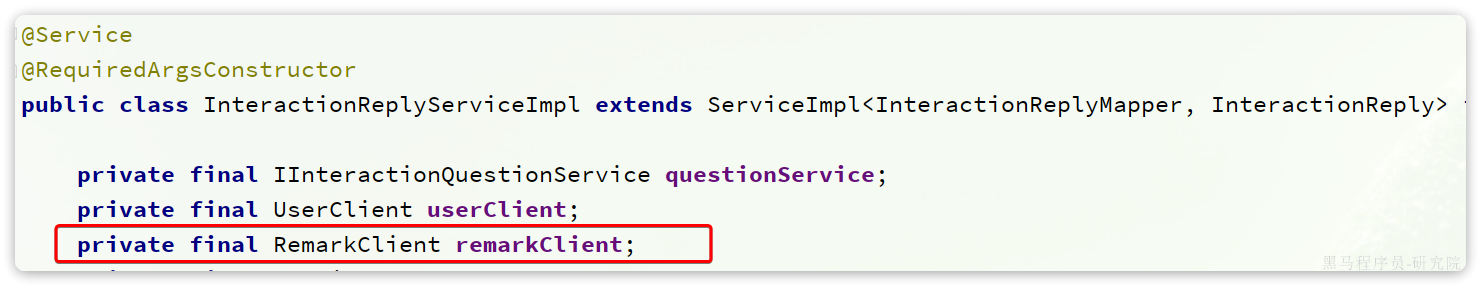 @Service
@RequiredArgsConstructor
public class InteractionReplyServiceImpl extends ServiceImpl<InteractionReplyMapper, InteractionReply>
private final IInteractionQuestionService questionService;
private final UserClient userClient;
private final RemarkClient remarkClient;
黑马程序员-研究院